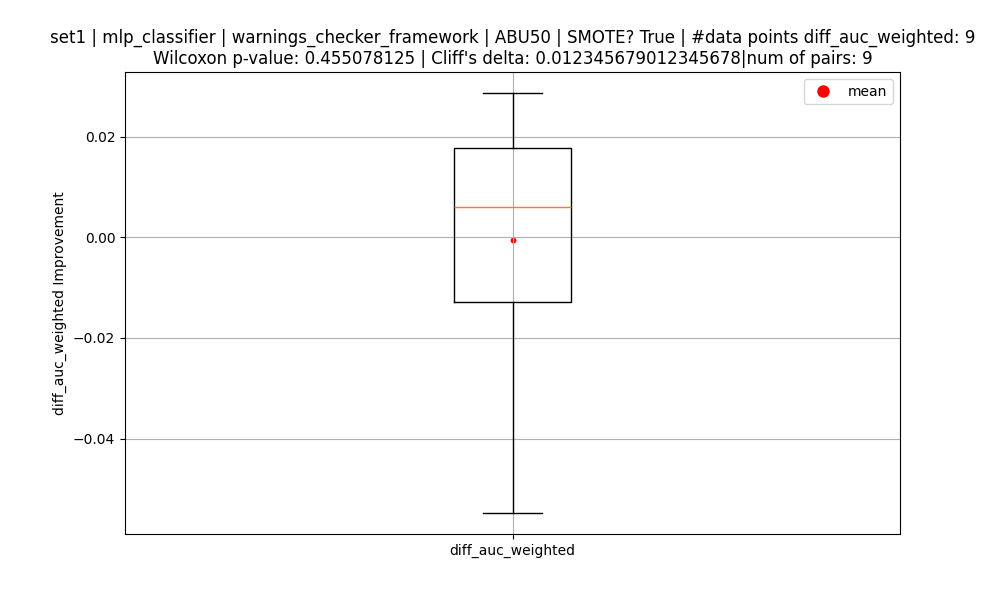 set1 | mlp_classifier | warnings_checker_framework | ABU50 | SMOTE? True | #data points diff_auc_weighted: 9
Wilcoxon p-value: 0.455078125 | Cliff's delta: 0.012345679012345678|num of pairs: 9
mean
0.02
0.00
−0.02
−0.04
diff_auc_weighted Improvement
diff_auc_weighted